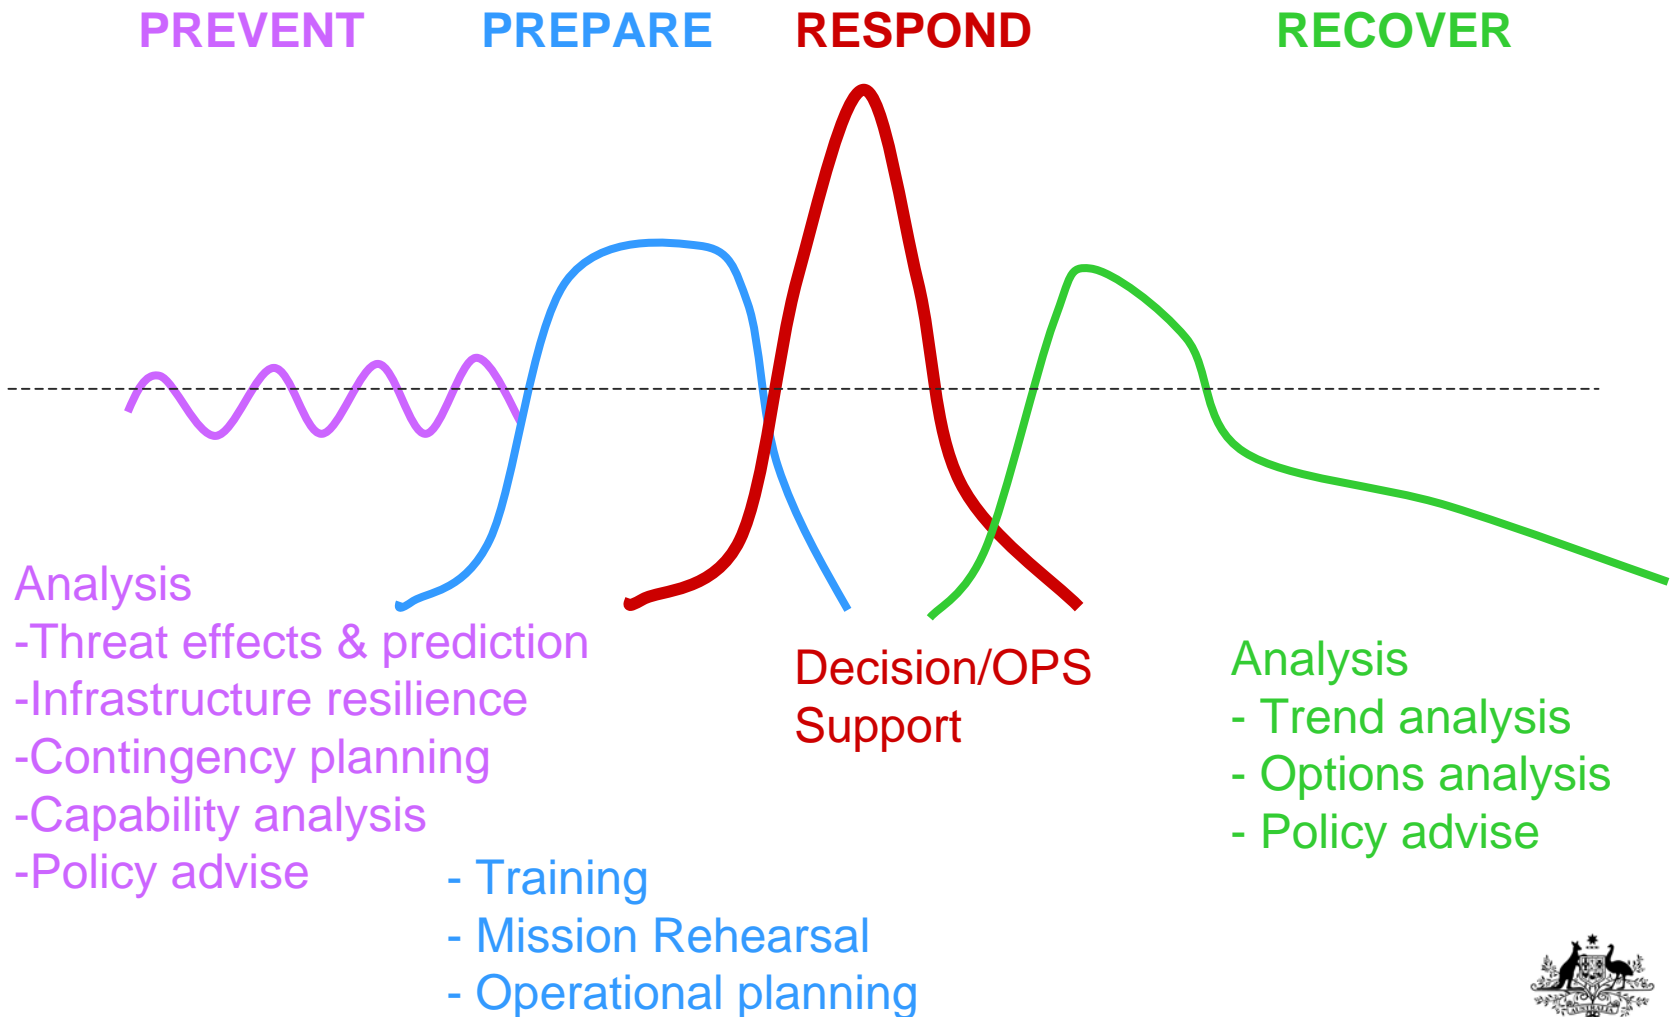 PREVENT PREPARE RESPOND RECOVER
Analysis
-Threat effects & prediction
-Infrastructure resilience
-Contingency planning
-Capability analysis
-Policy advise
- Training
- Mission Rehearsal
- Operational planning
Decision/OPS
Support
Analysis
- Trend analysis
- Options analysis
- Policy advise
AUSTRALIA